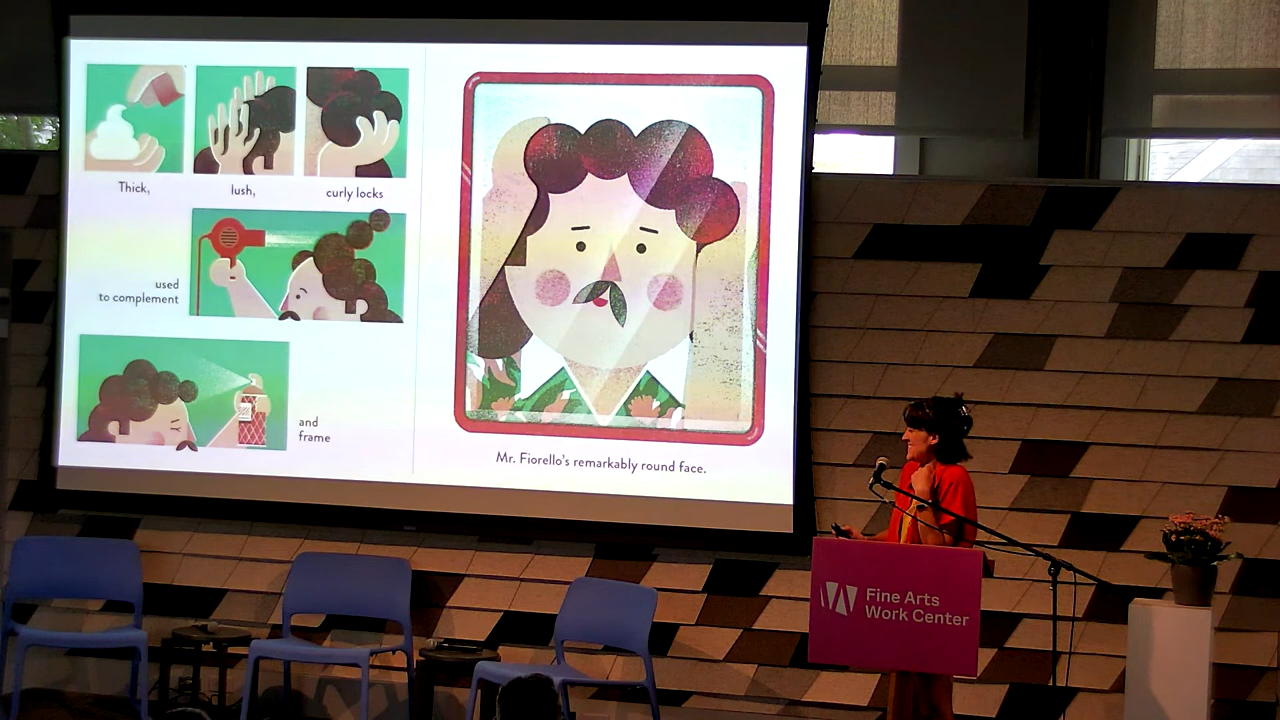 Thick,
lush,
curly locks
used
to complement
and
frame
Mr. Fiorello's remarkably round face.
Fine Arts
Work Center